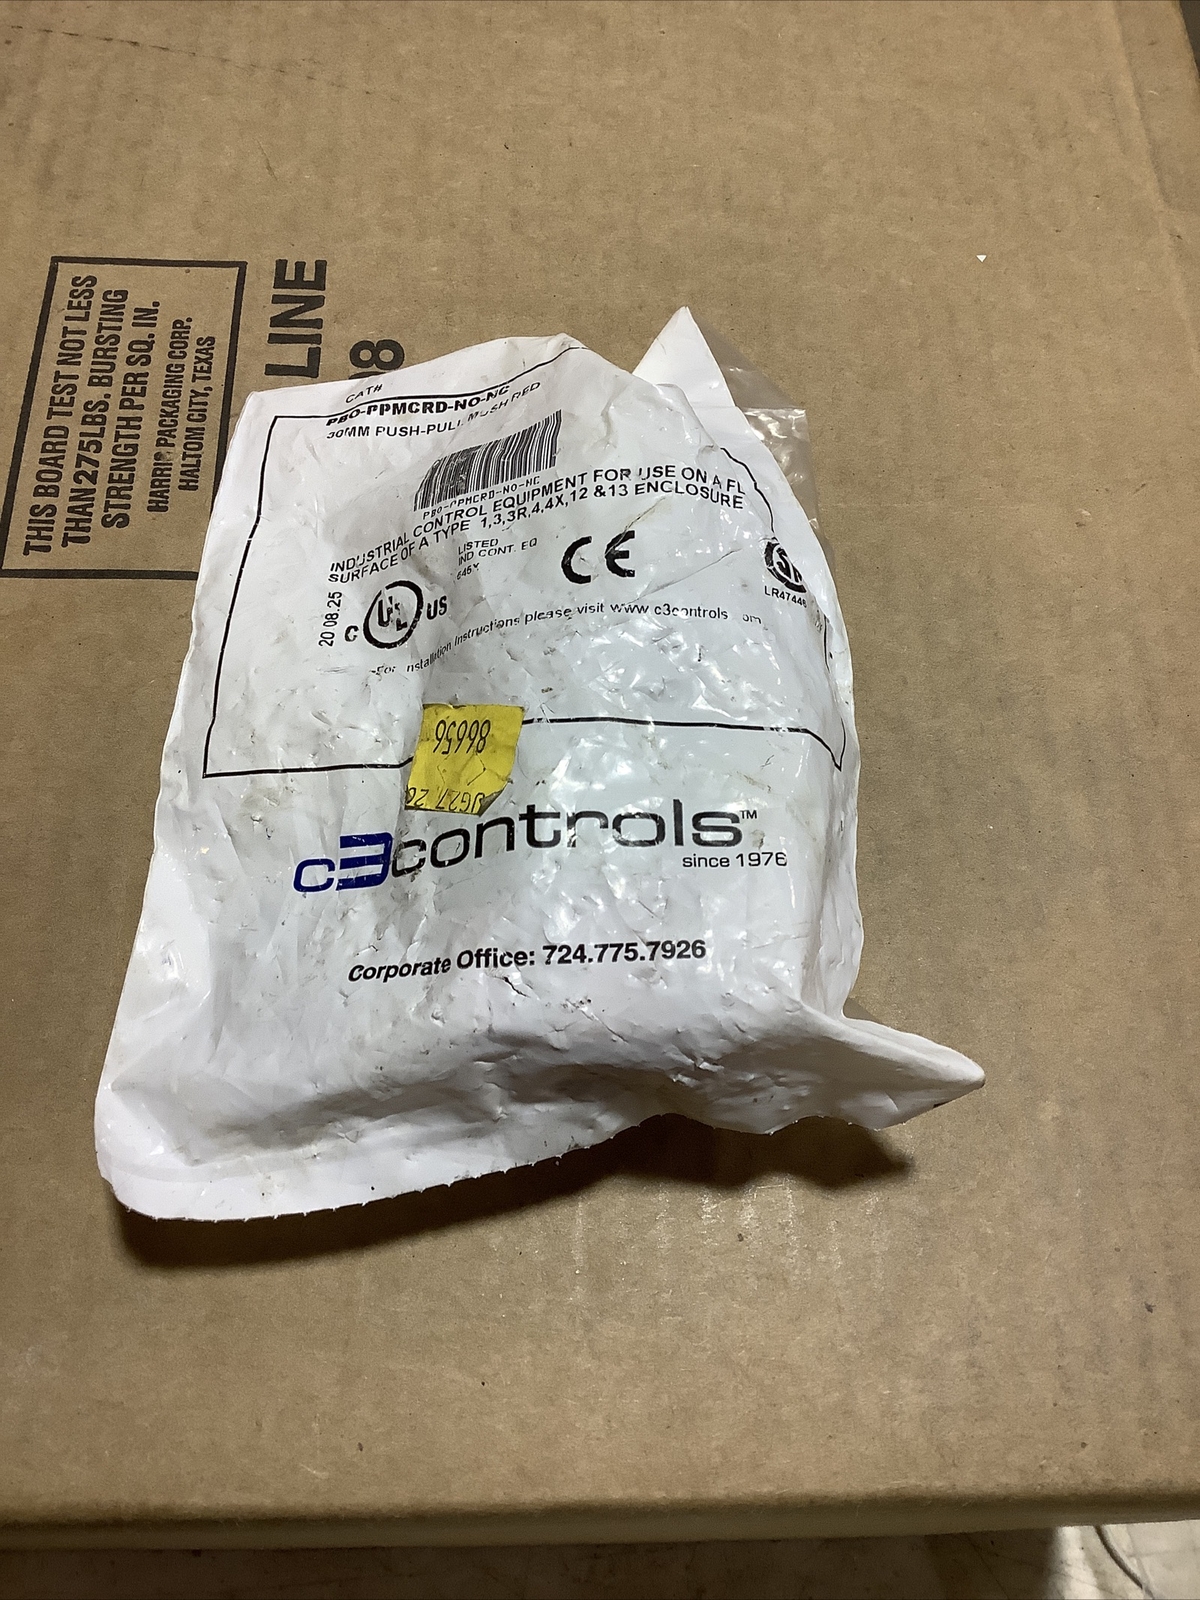 THIS BOARD TEST NOT LESS
THAN 275LBS. BURSTING
STRENGTH PER SQ. IN.
HARRIS PACKAGING CORP.
HALTOM CITY, TEXAS
LINE
98
CAT#
PBO-PPMCRD-NO-NC
30MM PUSH-PULL MUSH RED
PBO-PPMCRD-NO-NC
INDUSTRIAL CONTROL EQUIPMENT FOR USE ON A FL
SURFACE OF A TYPE 1,3,3R,4,4X,12 &13 ENCLOSURE
LISTED
IND CONT. EQ
645X
CE
LR47446
20 08.25
C UL US
For Installation Instructions please visit www c3controls om
86656
c3controls™
since 1976
Corporate Office: 724.775.7926